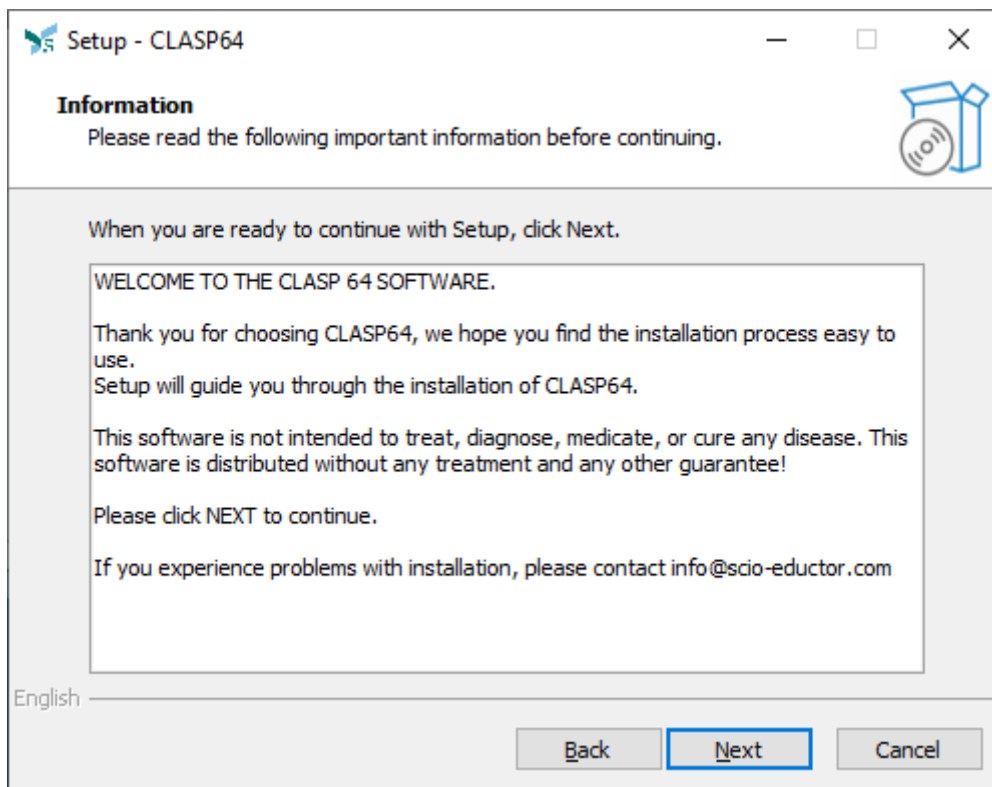 Setup - CLASP64
Information
Please read the following important information before continuing.
When you are ready to continue with Setup, click Next.
WELCOME TO THE CLASP 64 SOFTWARE.
Thank you for choosing CLASP64, we hope you find the installation process easy to
use.
Setup will guide you through the installation of CLASP64.
This software is not intended to treat, diagnose, medicate, or cure any disease. This
software is distributed without any treatment and any other guarantee!
Please click NEXT to continue.
If you experience problems with installation, please contact info@scio-eductor.com
English
Back
Next
Cancel